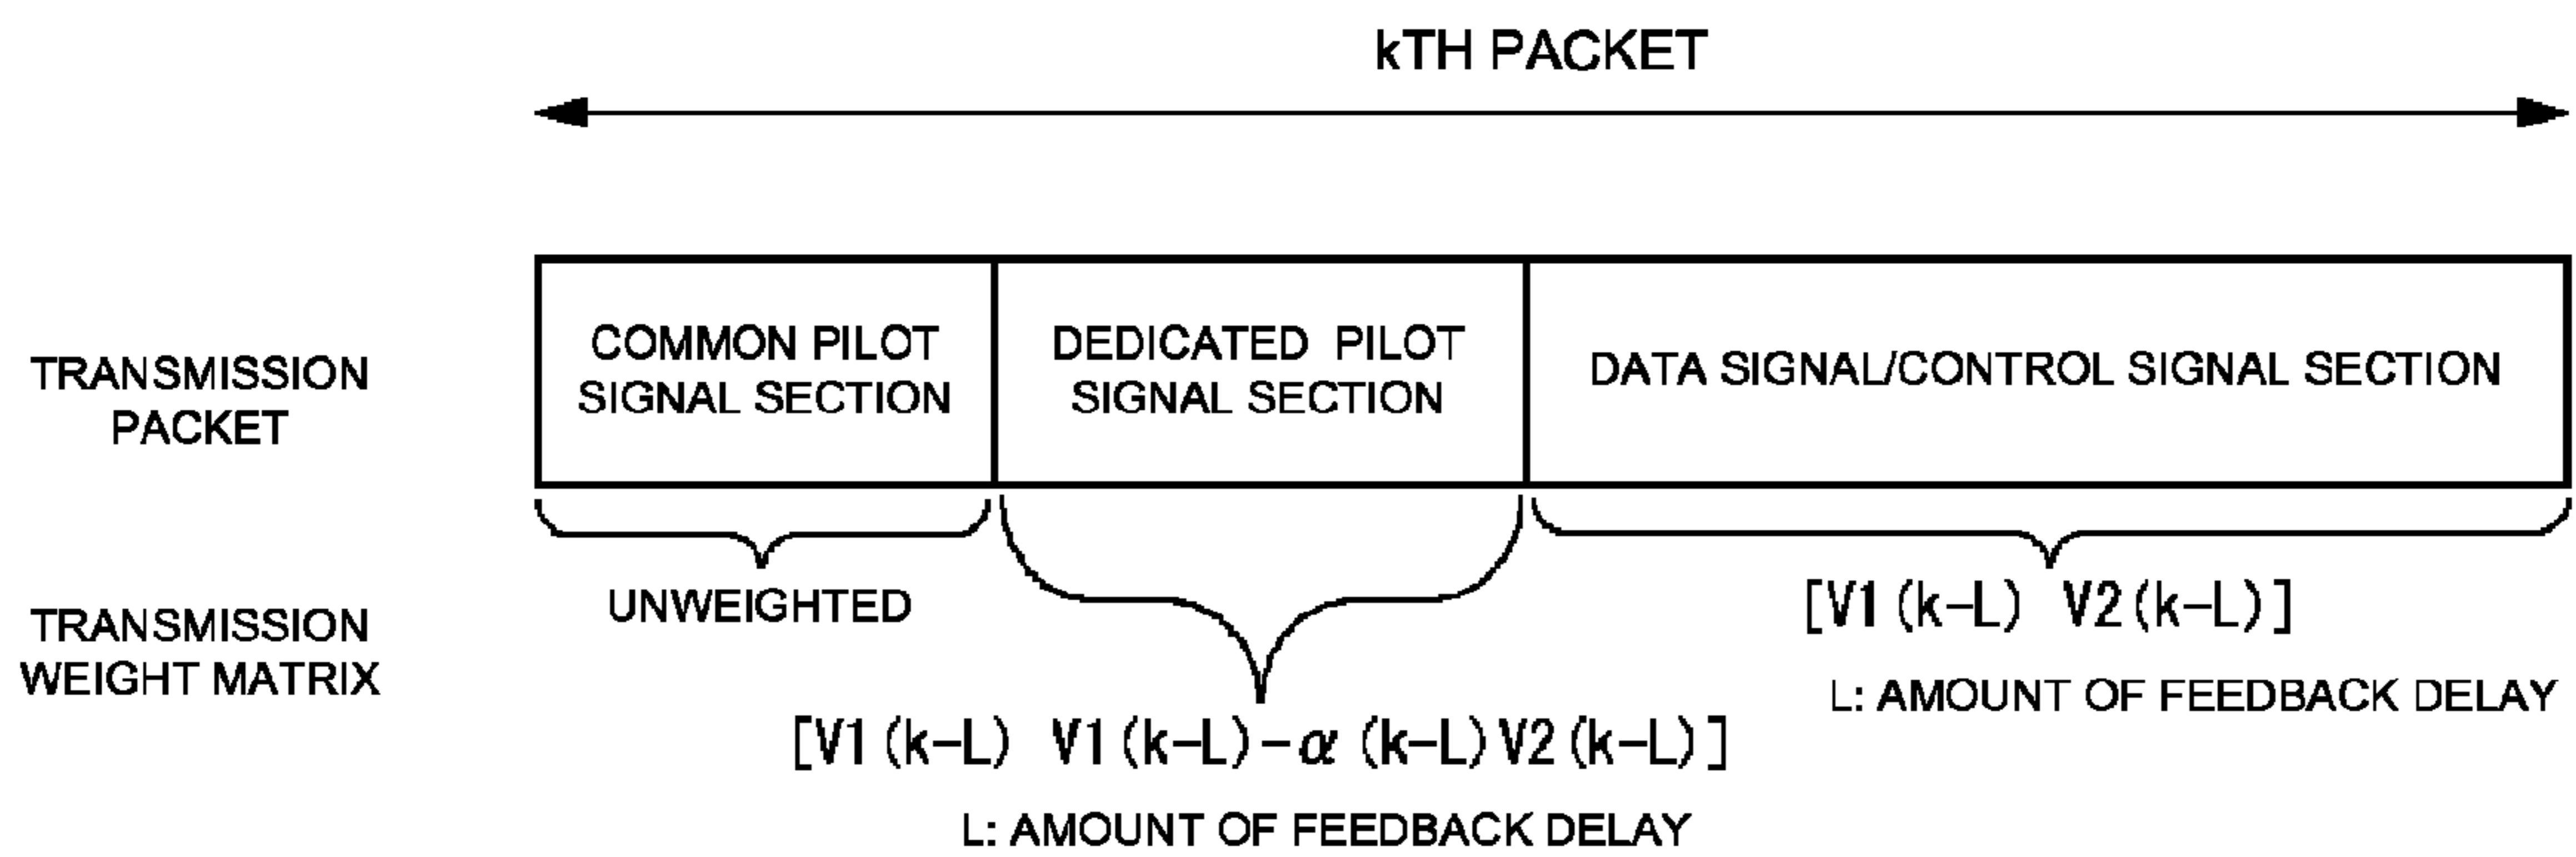 kTH PACKET
TRANSMISSION
PACKET
COMMON PILOT
SIGNAL SECTION
DEDICATED PILOT
SIGNAL SECTION
DATA SIGNAL/CONTROL SIGNAL SECTION
TRANSMISSION
WEIGHT MATRIX
UNWEIGHTED
[V1(k-L) V1(k-L)-α(k-L)V2(k-L)]
L: AMOUNT OF FEEDBACK DELAY
[V1(k-L) V2(k-L)]
L: AMOUNT OF FEEDBACK DELAY